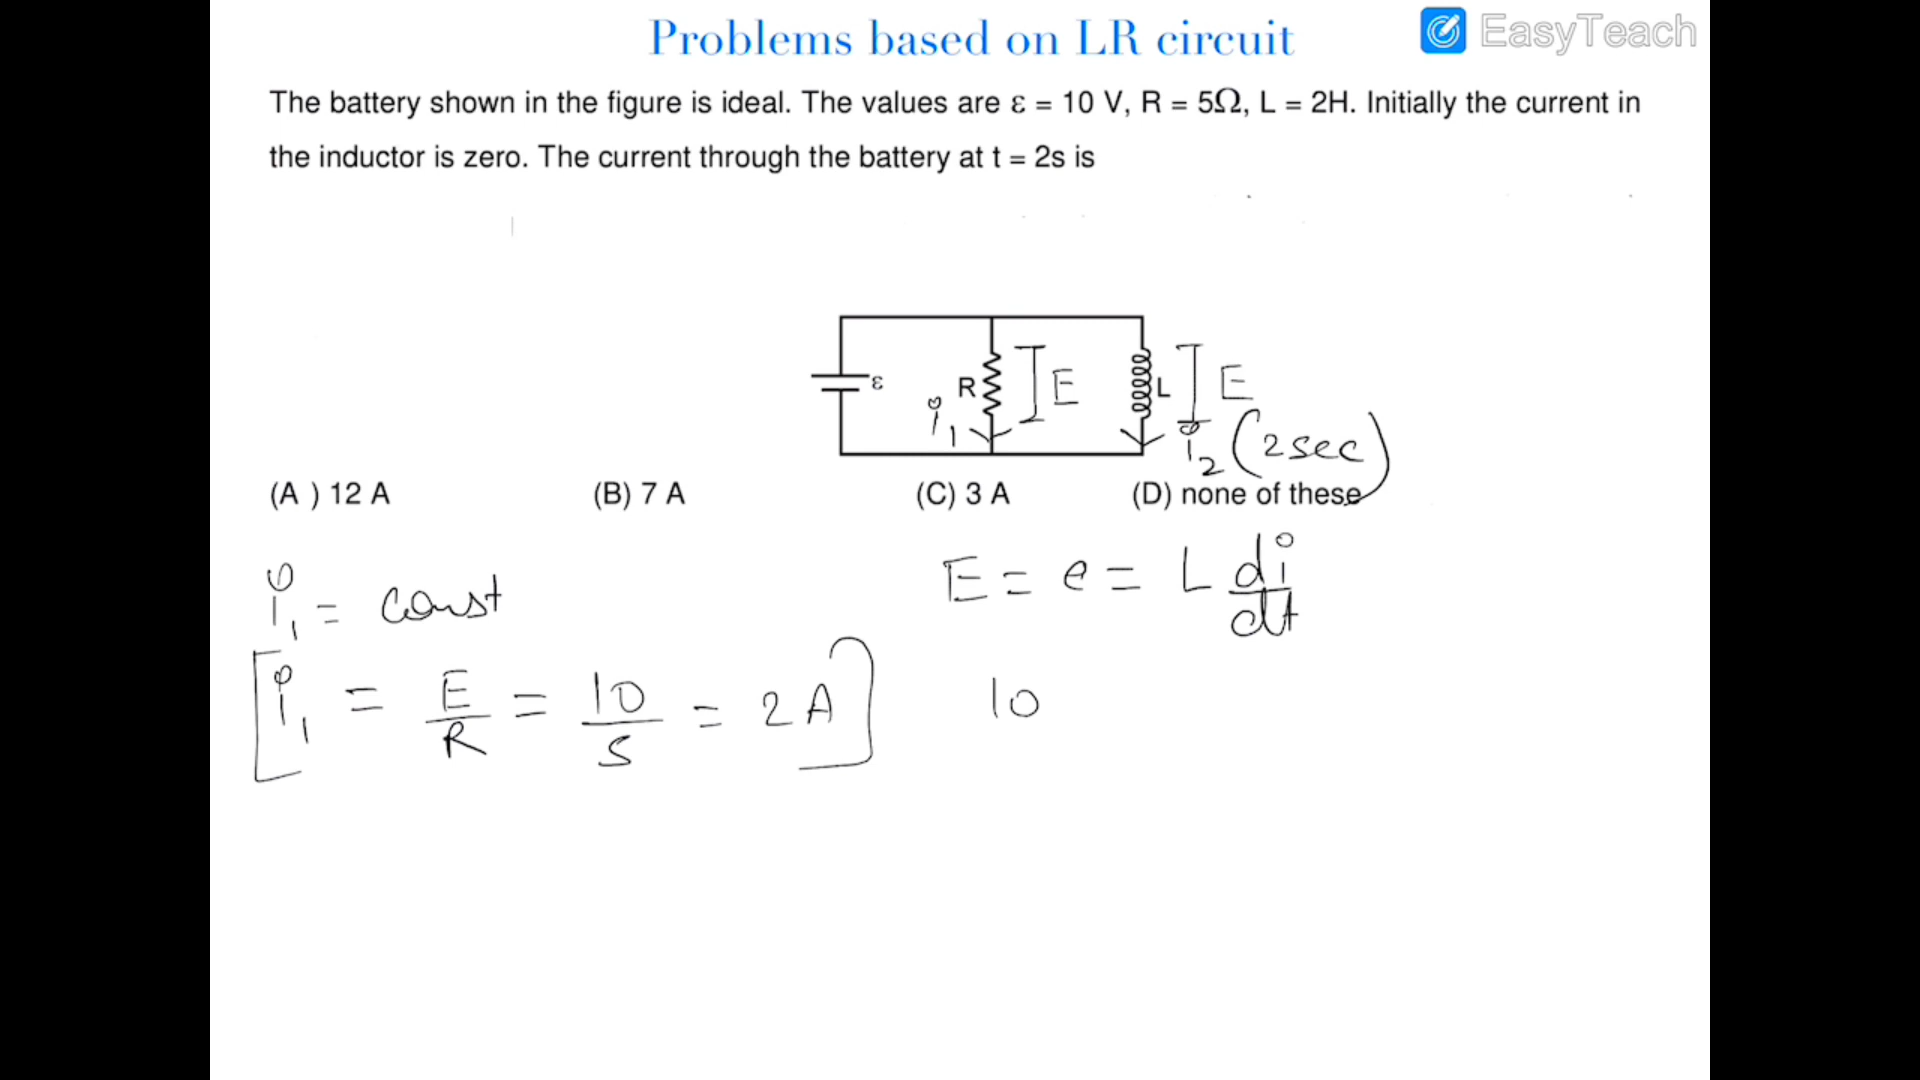 Problems based on LR circuit
EasyTeach
The battery shown in the figure is ideal. The values are ε = 10 V, R = 5Ω, L = 2H. Initially the current in
the inductor is zero. The current through the battery at t = 2s is
ε
R
E
L
E
i₁
i₂ (2sec)
(A ) 12 A (B) 7 A (C) 3 A (D) none of these
i₁ = const
E = e = L di/dt
[i₁ = E/R = 10/5 = 2A]
10